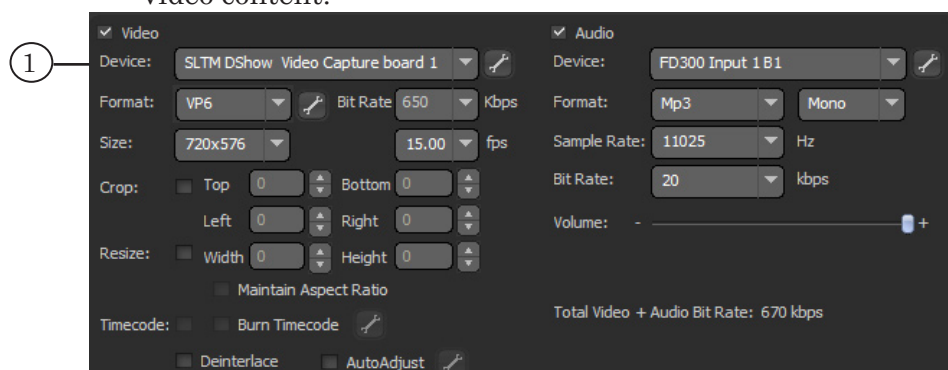 video content.
1
Video
Device: SLTM DShow Video Capture board 1
Format: VP6 Bit Rate 650 Kbps
Size: 720x576 15.00 fps
Crop: Top 0 Bottom 0
Left 0 Right 0
Resize: Width 0 Height 0
Maintain Aspect Ratio
Timecode: Burn Timecode
Deinterlace AutoAdjust
Audio
Device: FD300 Input 1 B1
Format: Mp3 Mono
Sample Rate: 11025 Hz
Bit Rate: 20 kbps
Volume: - +
Total Video + Audio Bit Rate: 670 kbps